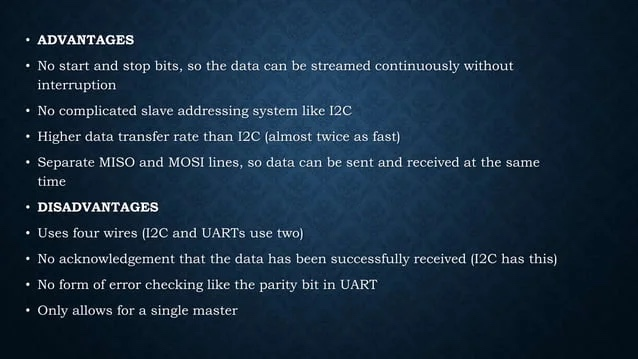 • ADVANTAGES
• No start and stop bits, so the data can be streamed continuously without
interruption
• No complicated slave addressing system like I2C
• Higher data transfer rate than I2C (almost twice as fast)
• Separate MISO and MOSI lines, so data can be sent and received at the same
time
• DISADVANTAGES
• Uses four wires (I2C and UARTs use two)
• No acknowledgement that the data has been successfully received (I2C has this)
• No form of error checking like the parity bit in UART
• Only allows for a single master